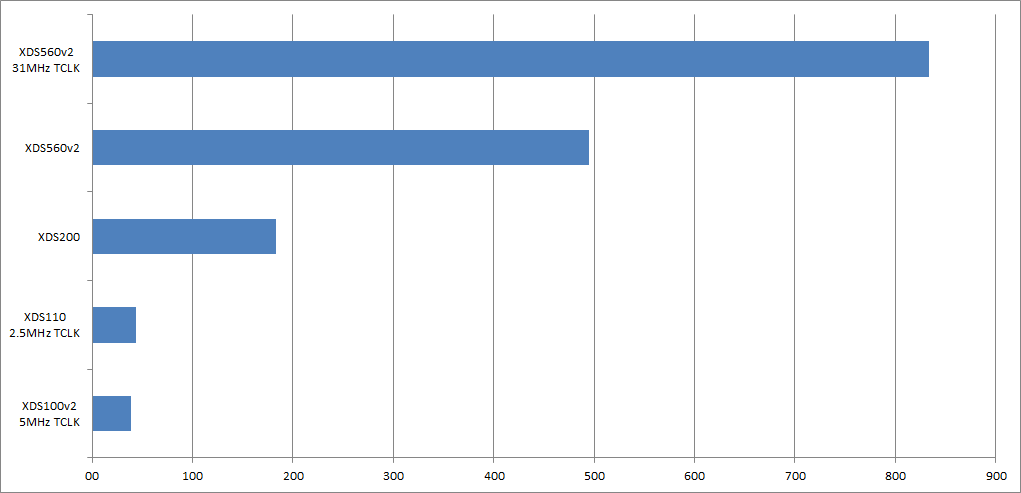 XDS560v2
31MHz TCLK
XDS560v2
XDS200
XDS110
2.5MHz TCLK
XDS100v2
5MHz TCLK
00 100 200 300 400 500 600 700 800 900